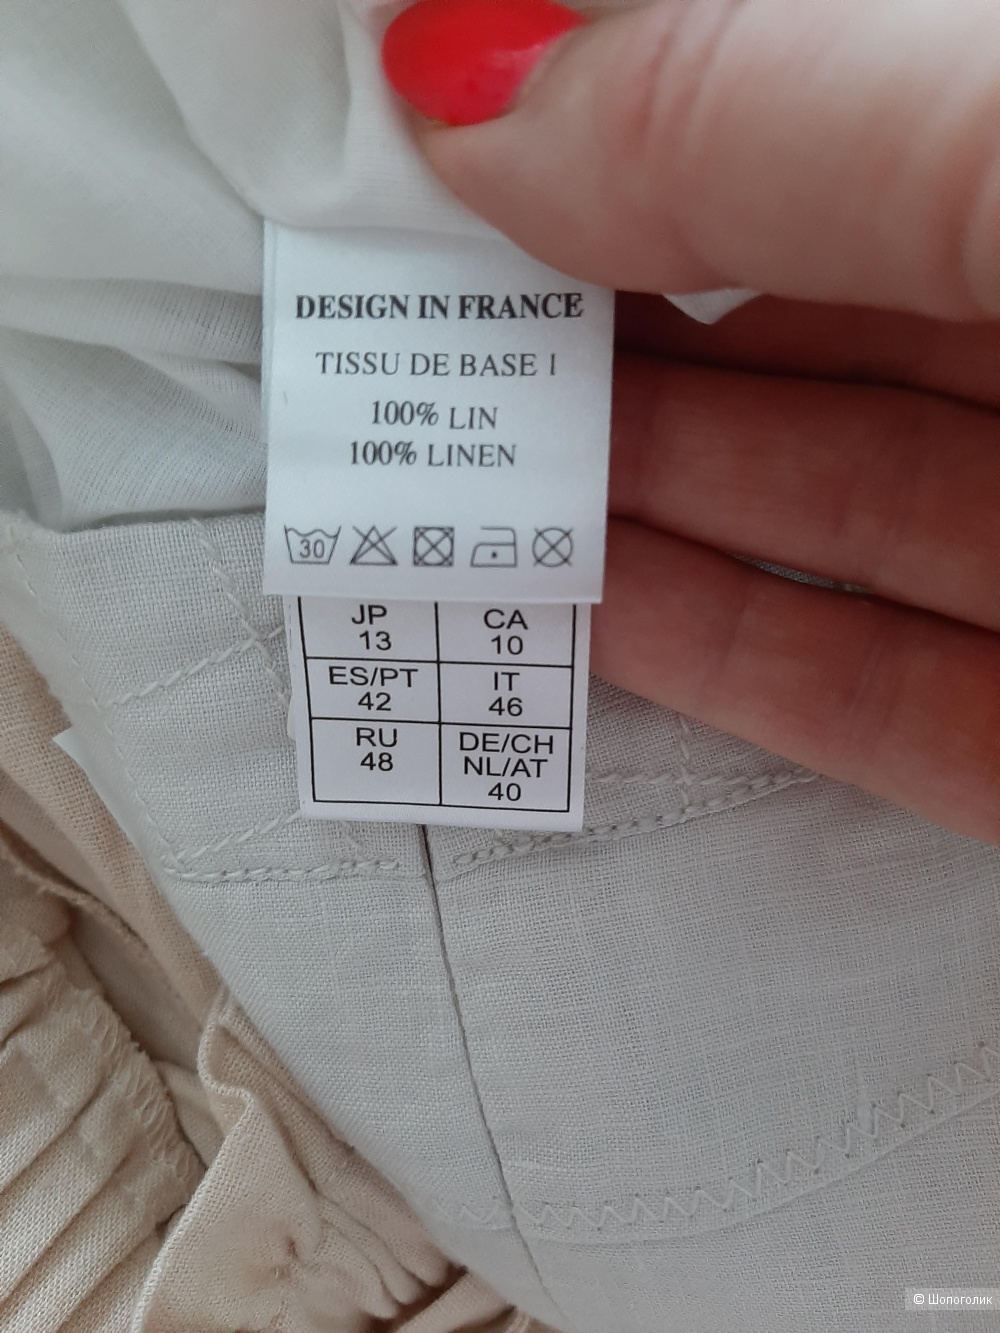 DESIGN IN FRANCE
TISSU DE BASE 1
100% LIN
100% LINEN
30
JP
13
CA
10
ES/PT
42
IT
46
RU
48
DE/CH
NL/AT
40
© Шопоголик